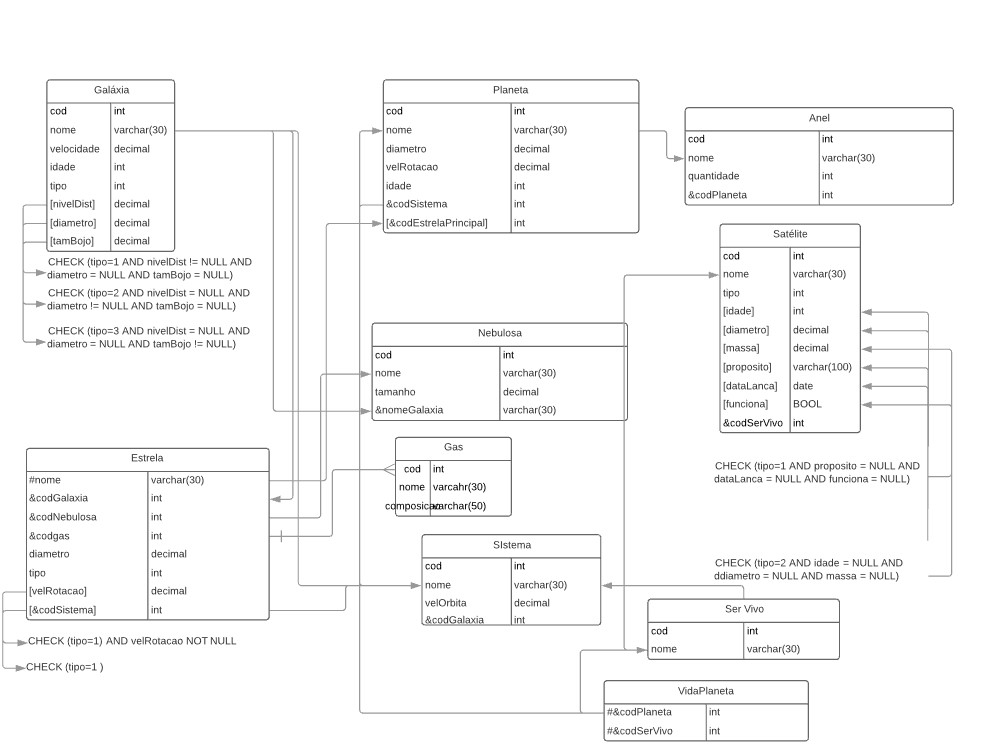 Galáxia
cod int
nome varchar(30)
velocidade decimal
idade int
tipo int
[nivelDist] decimal
[diametro] decimal
[tamBojo] decimal
CHECK (tipo=1 AND nivelDist != NULL AND
diametro = NULL AND tamBojo = NULL)
CHECK (tipo=2 AND nivelDist = NULL AND
diametro != NULL AND tamBojo = NULL)
CHECK (tipo=3 AND nivelDist = NULL AND
diametro = NULL AND tamBojo != NULL)
Planeta
cod int
nome varchar(30)
diametro decimal
velRotacao decimal
idade int
&codSistema int
[&codEstrelaPrincipal] int
Anel
cod int
nome varchar(30)
quantidade int
&codPlaneta int
Satélite
cod int
nome varchar(30)
tipo int
[idade] int
[diametro] decimal
[massa] decimal
[proposito] varchar(100)
[dataLanca] date
[funciona] BOOL
&codSerVivo int
CHECK (tipo=1 AND proposito = NULL AND
dataLanca = NULL AND funciona = NULL)
CHECK (tipo=2 AND idade = NULL AND
ddiametro = NULL AND massa = NULL)
Nebulosa
cod int
nome varchar(30)
tamanho decimal
&nomeGalaxia varchar(30)
Estrela
#nome varchar(30)
&codGalaxia int
&codNebulosa int
&codgas int
diametro decimal
tipo int
[velRotacao] decimal
[&codSistema] int
CHECK (tipo=1) AND velRotacao NOT NULL
CHECK (tipo=1 )
Gas
cod int
nome varcahr(30)
composicao varchar(50)
SIstema
cod int
nome varchar(30)
velOrbita decimal
&codGalaxia int
Ser Vivo
cod int
nome varchar(30)
VidaPlaneta
#&codPlaneta int
#&codSerVivo int